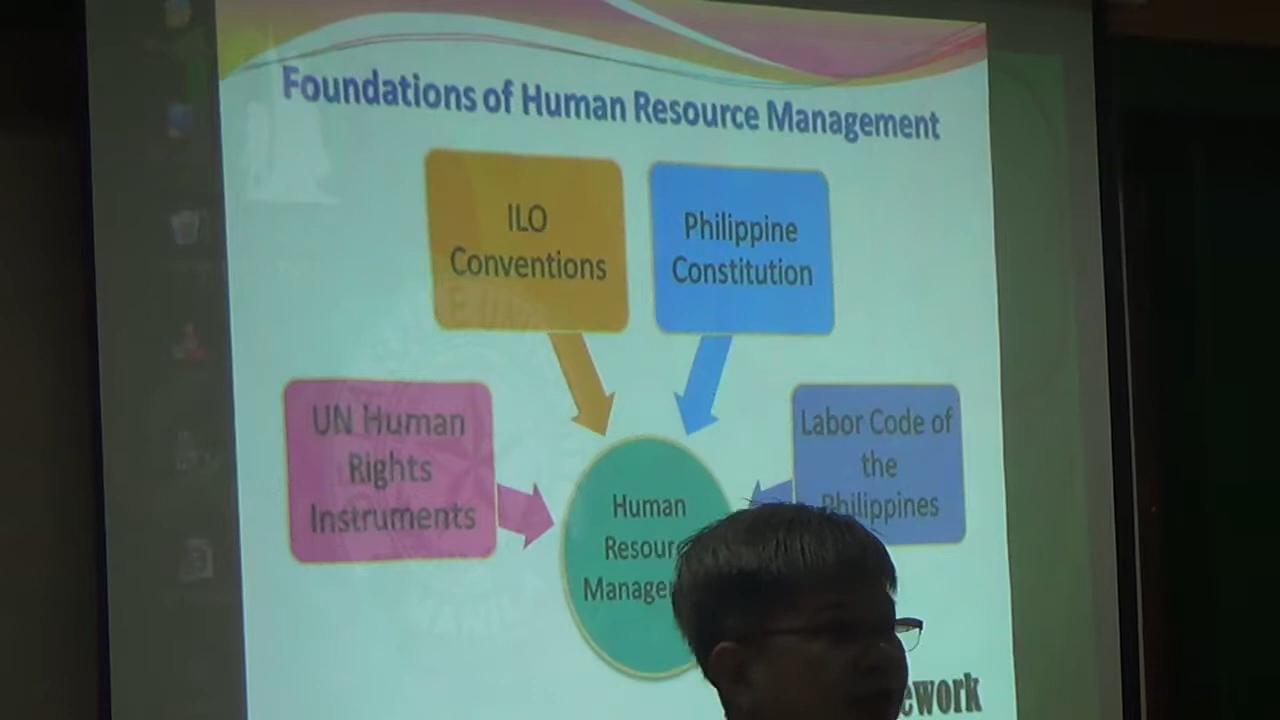 Foundations of Human Resource Management
ILO
Conventions
Philippine
Constitution
UN Human
Rights
Instruments
Labor Code of
the
Philippines
Human